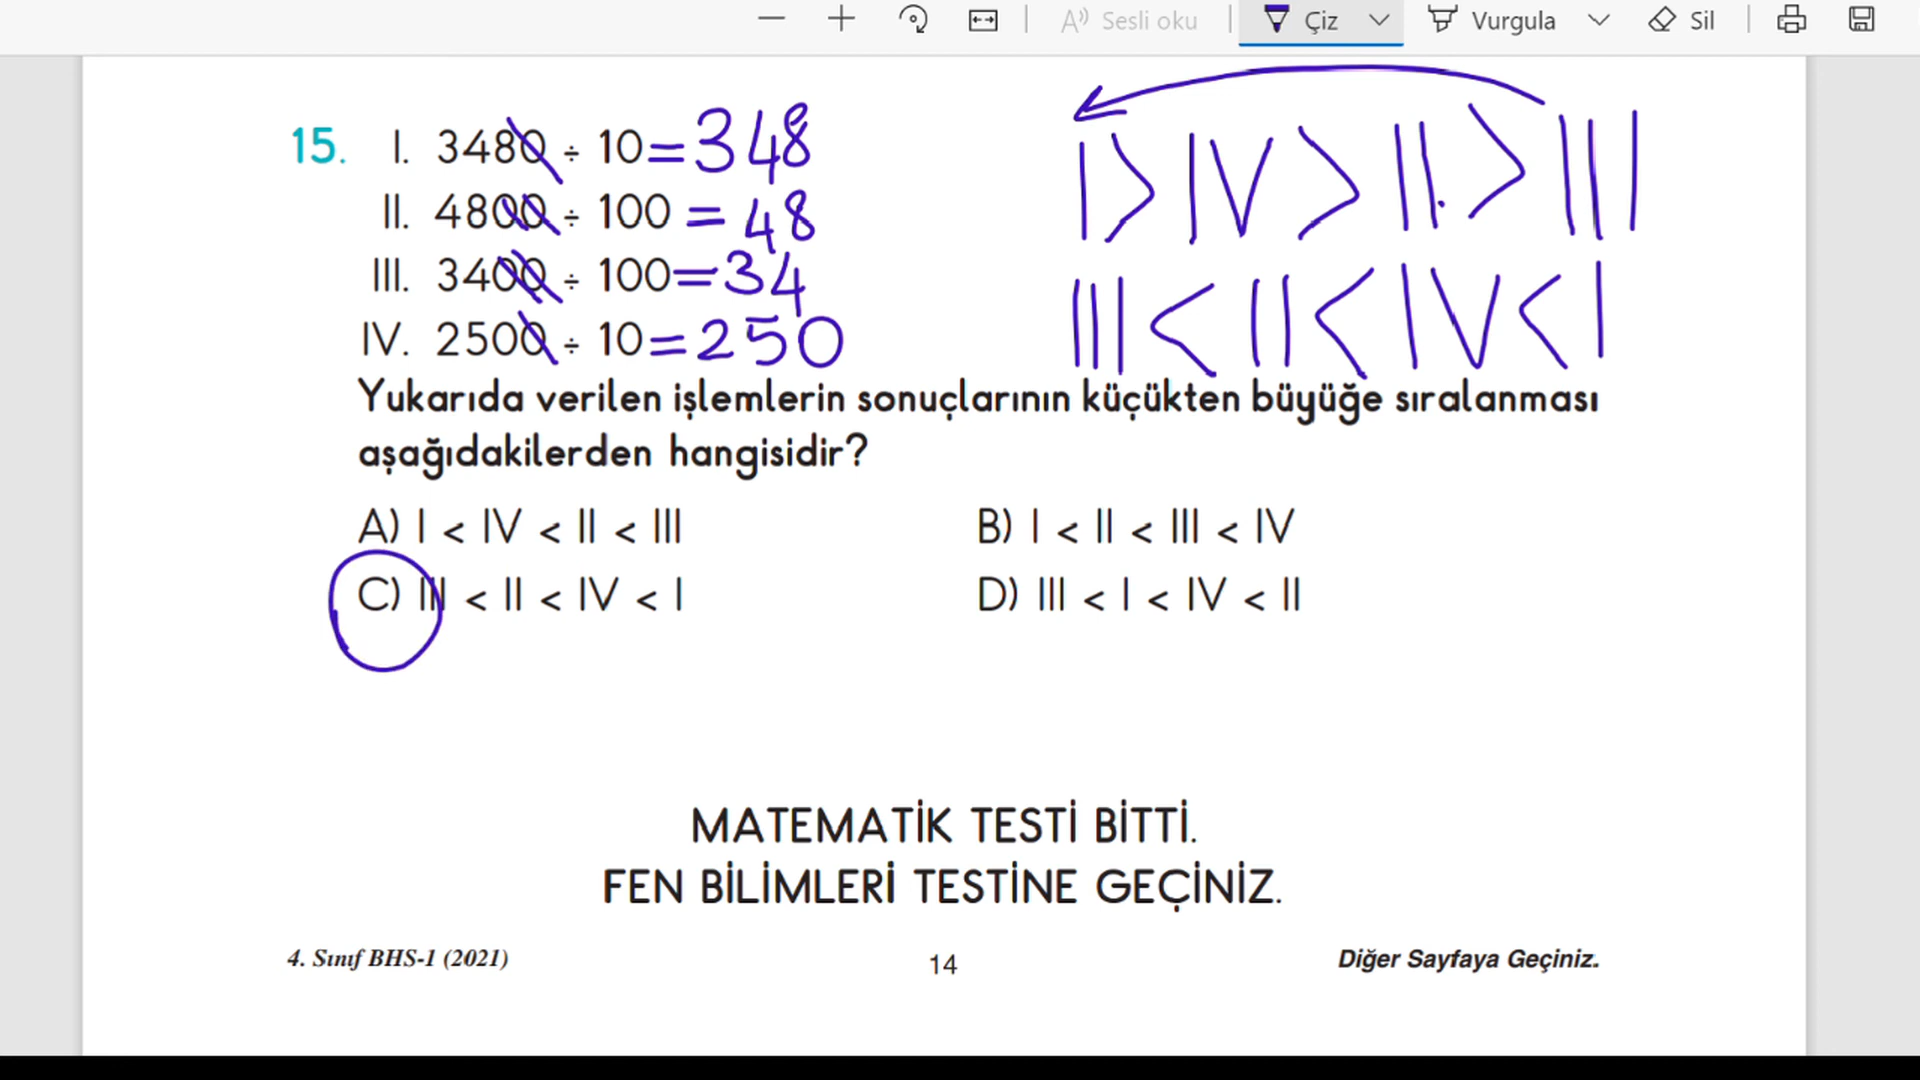 Sesli oku Çiz Vurgula Sil
15. I. 3480 ÷ 10 = 348
II. 4800 ÷ 100 = 48
III. 3400 ÷ 100 = 34
IV. 2500 ÷ 10 = 250
I > IV > II. > III
III < II < IV < I
Yukarıda verilen işlemlerin sonuçlarının küçükten büyüğe sıralanması
aşağıdakilerden hangisidir?
A) I < IV < II < III
B) I < II < III < IV
C) III < II < IV < I
D) III < I < IV < II
MATEMATİK TESTİ BİTTİ.
FEN BİLİMLERİ TESTİNE GEÇİNİZ.
4. Sınıf BHS-1 (2021)
14
Diğer Sayfaya Geçiniz.